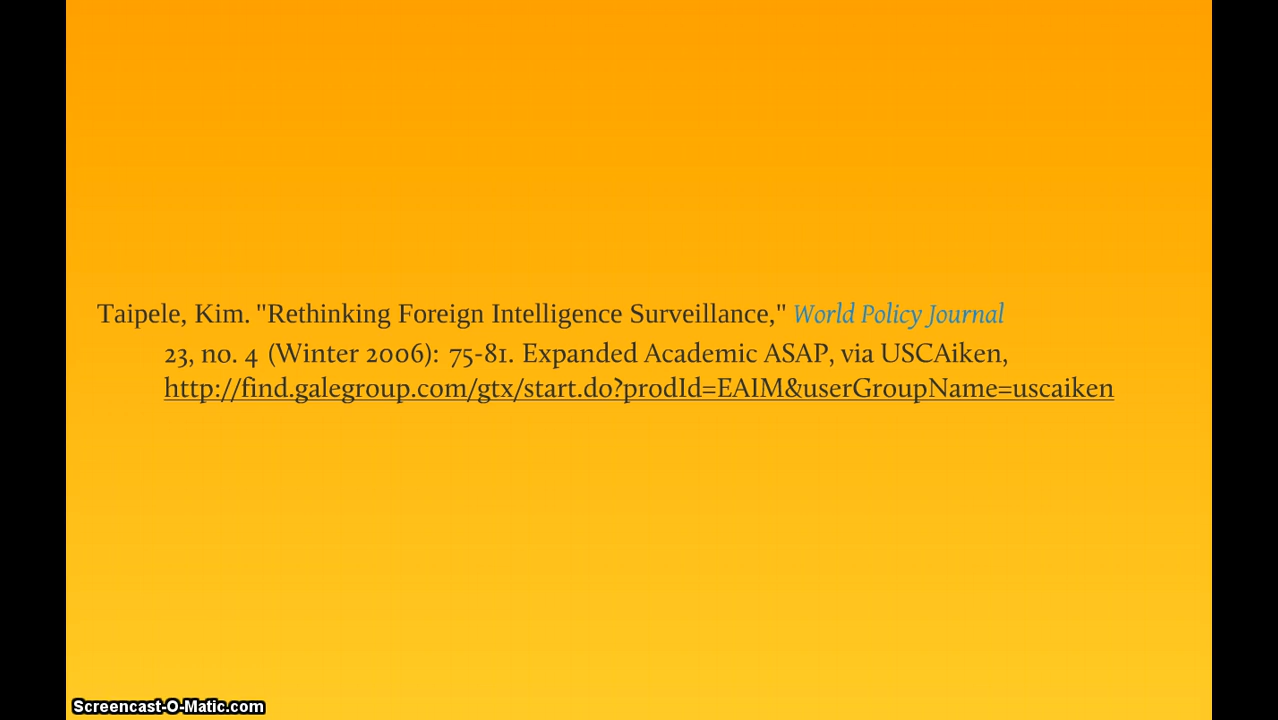 Taipele, Kim. "Rethinking Foreign Intelligence Surveillance," World Policy Journal
23, no. 4 (Winter 2006): 75-81. Expanded Academic ASAP, via USCAiken,
http://find.galegroup.com/gtx/start.do?prodId=EAIM&userGroupName=uscaiken
Screencast-O-Matic.com